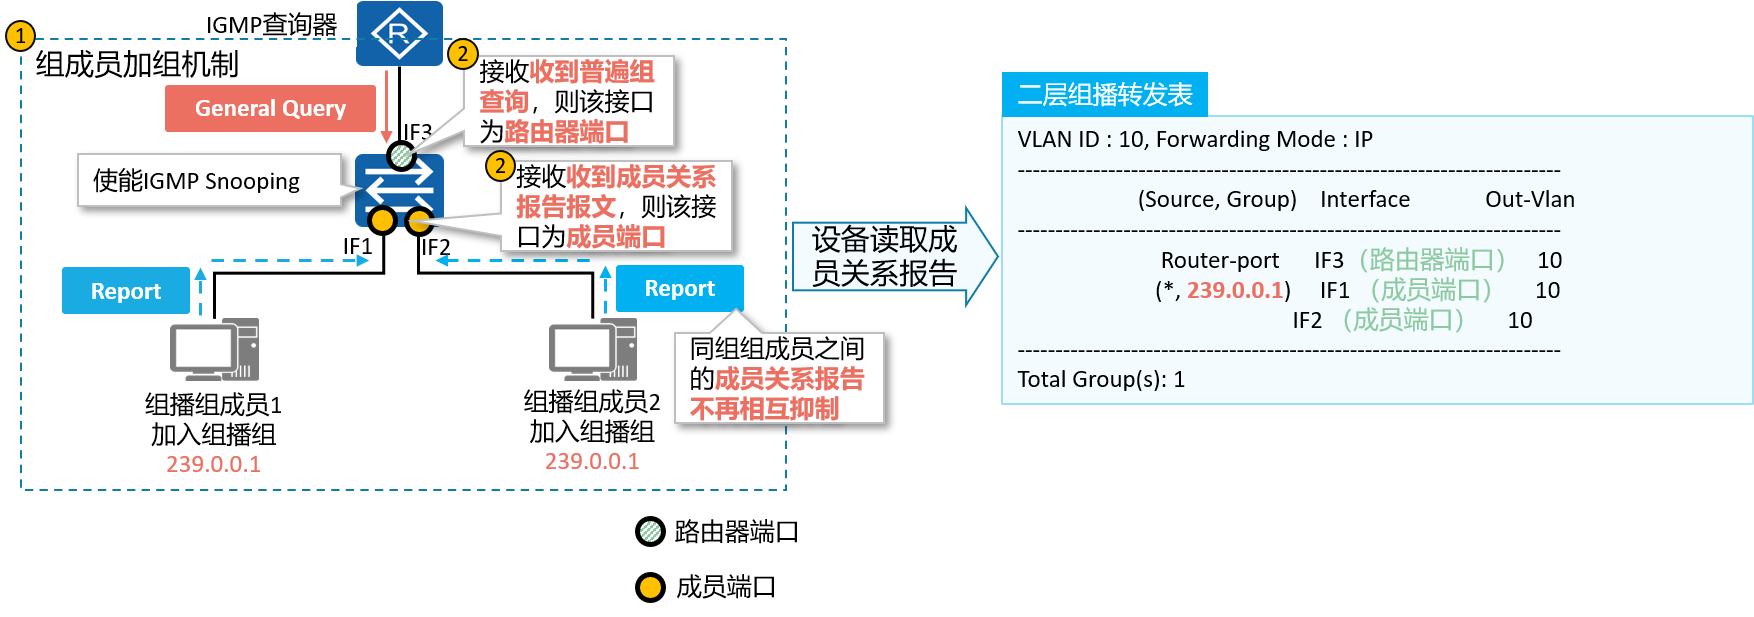 1
IGMP查询器
R
组成员加组机制
General Query
2
接收收到普遍组
查询，则该接口
为路由器端口
IF3
使能IGMP Snooping
2
接收收到成员关系
报告报文，则该接
口为成员端口
IF1
IF2
Report
Report
同组组成员之间
的成员关系报告
不再相互抑制
组播组成员1
加入组播组
239.0.0.1
组播组成员2
加入组播组
239.0.0.1
路由器端口
成员端口
设备读取成
员关系报告
二层组播转发表
VLAN ID : 10, Forwarding Mode : IP
(Source, Group) Interface Out-Vlan
Router-port IF3（路由器端口） 10
(*, 239.0.0.1) IF1（成员端口） 10
IF2（成员端口） 10
Total Group(s): 1